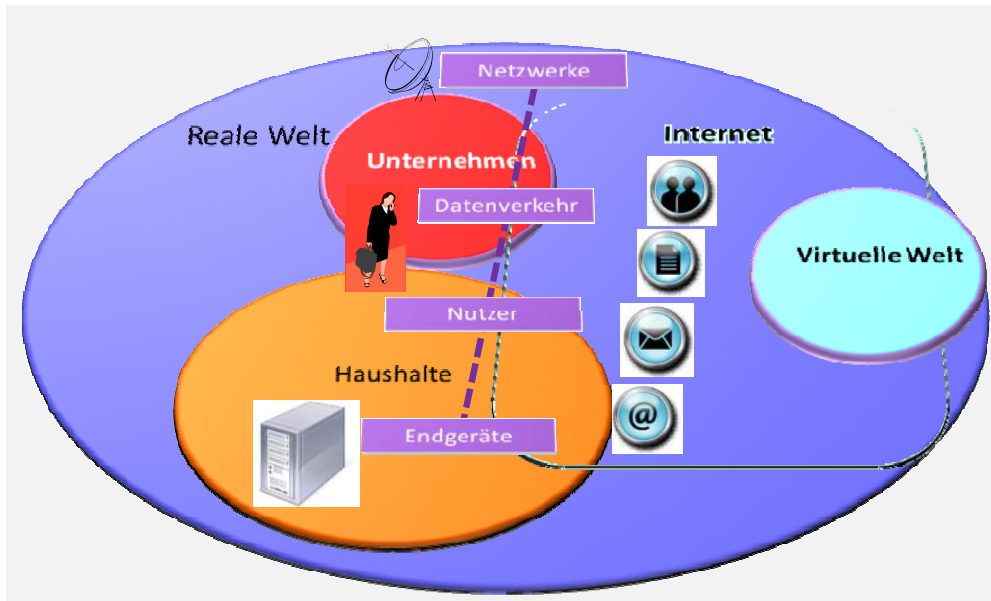 Netzwerke
Reale Welt
Internet
Unternehmen
Datenverkehr
Virtuelle Welt
Nutzer
Haushalte
@
Endgeräte